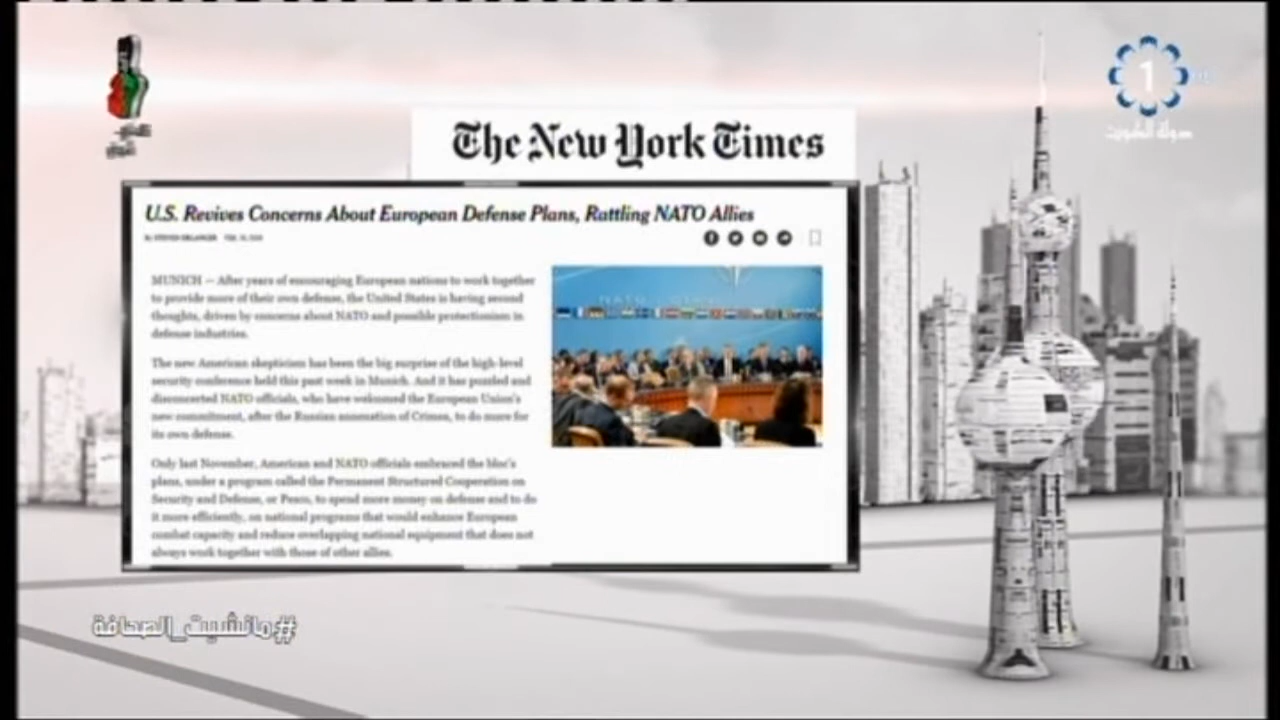 1
دولة الكويت
The New York Times
U.S. Revives Concerns About European Defense Plans, Rattling NATO Allies
By STEVEN ERLANGER
MUNICH — After years of encouraging European nations to work together
to provide more of their own defense, the United States is having second
thoughts, driven by concerns about NATO and possible protectionism in
defense industries.
The new American skepticism has been the big surprise of the high-level
security conference held this past week in Munich. And it has puzzled and
disconcerted NATO officials, who have welcomed the European Union's
new commitment, after the Russian annexation of Crimea, to do more for
its own defense.
Only last November, American and NATO officials embraced the bloc's
plans, under a program called the Permanent Structured Cooperation on
Security and Defense, or Pesco, to spend more money on defense and to do
it more efficiently, on national programs that would enhance European
combat capacity and reduce overlapping national equipment that does not
always work together with those of other allies.
#مانشيت_الصحافة